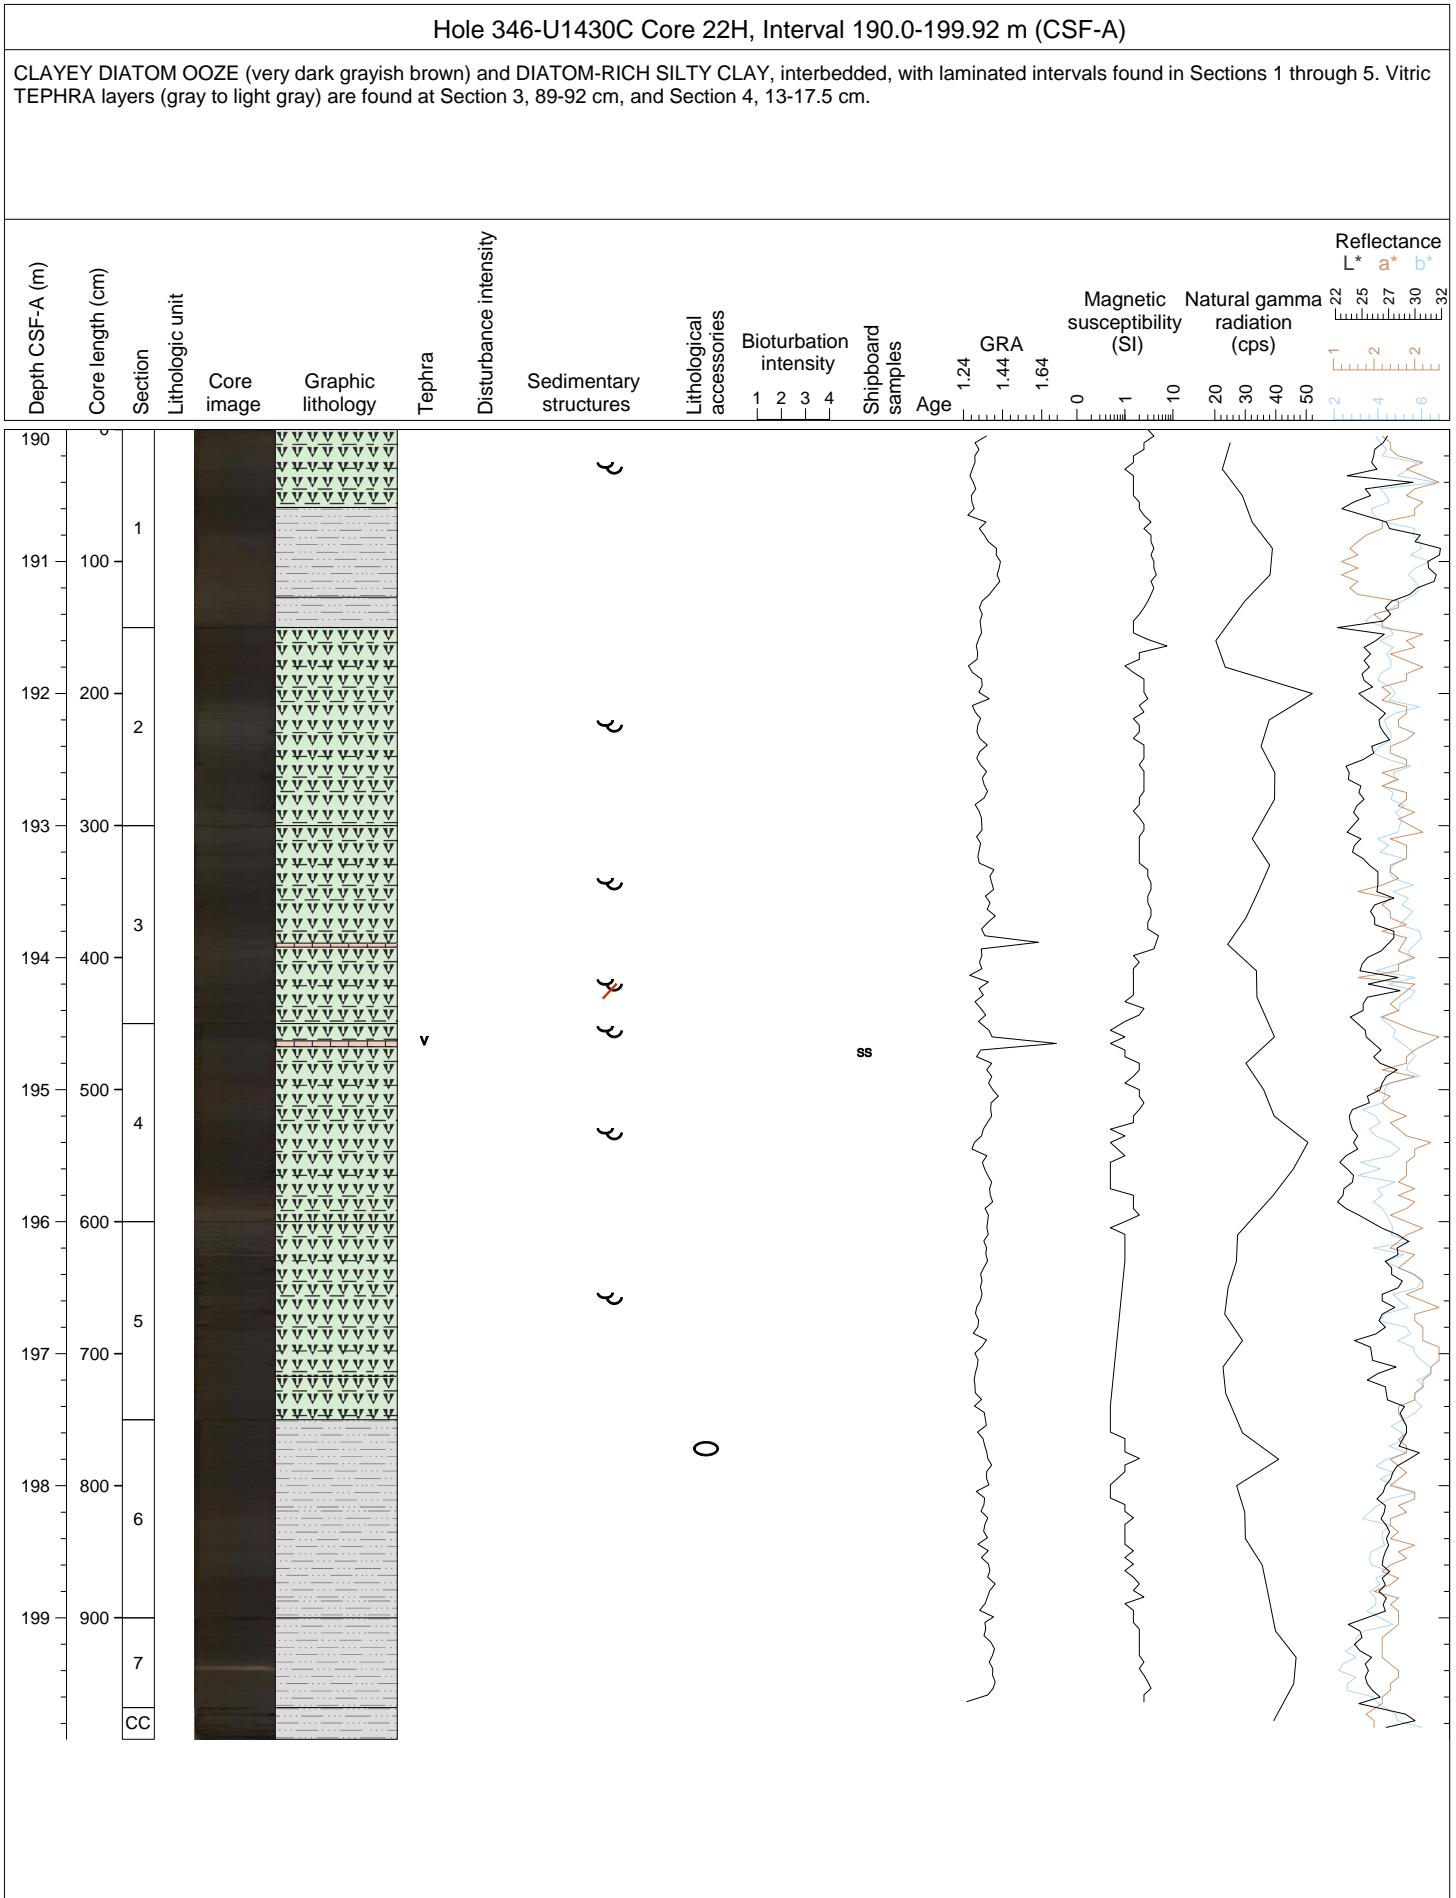 Hole 346-U1430C Core 22H, Interval 190.0-199.92 m (CSF-A)
CLAYEY DIATOM OOZE (very dark grayish brown) and DIATOM-RICH SILTY CLAY, interbedded, with laminated intervals found in Sections 1 through 5. Vitric
TEPHRA layers (gray to light gray) are found at Section 3, 89-92 cm, and Section 4, 13-17.5 cm.
Depth CSF-A (m)
Core length (cm)
Section
Lithologic unit
Core
image
Graphic
lithology
Tephra
Disturbance intensity
Sedimentary
structures
Lithological
accessories
Bioturbation
intensity
1 2 3 4
Shipboard
samples
Age
GRA
1.24 1.44 1.64
Magnetic
susceptibility
(SI)
0 1 10
Natural gamma
radiation
(cps)
20 30 40 50
Reflectance
L* a* b*
22 25 27 30 32
1 2 2
2 4 6
190 0
1
191 100
192 200
2
193 300
3
194 400
v
ss
195 500
4
196 600
5
197 700
198 800
6
199 900
7
CC